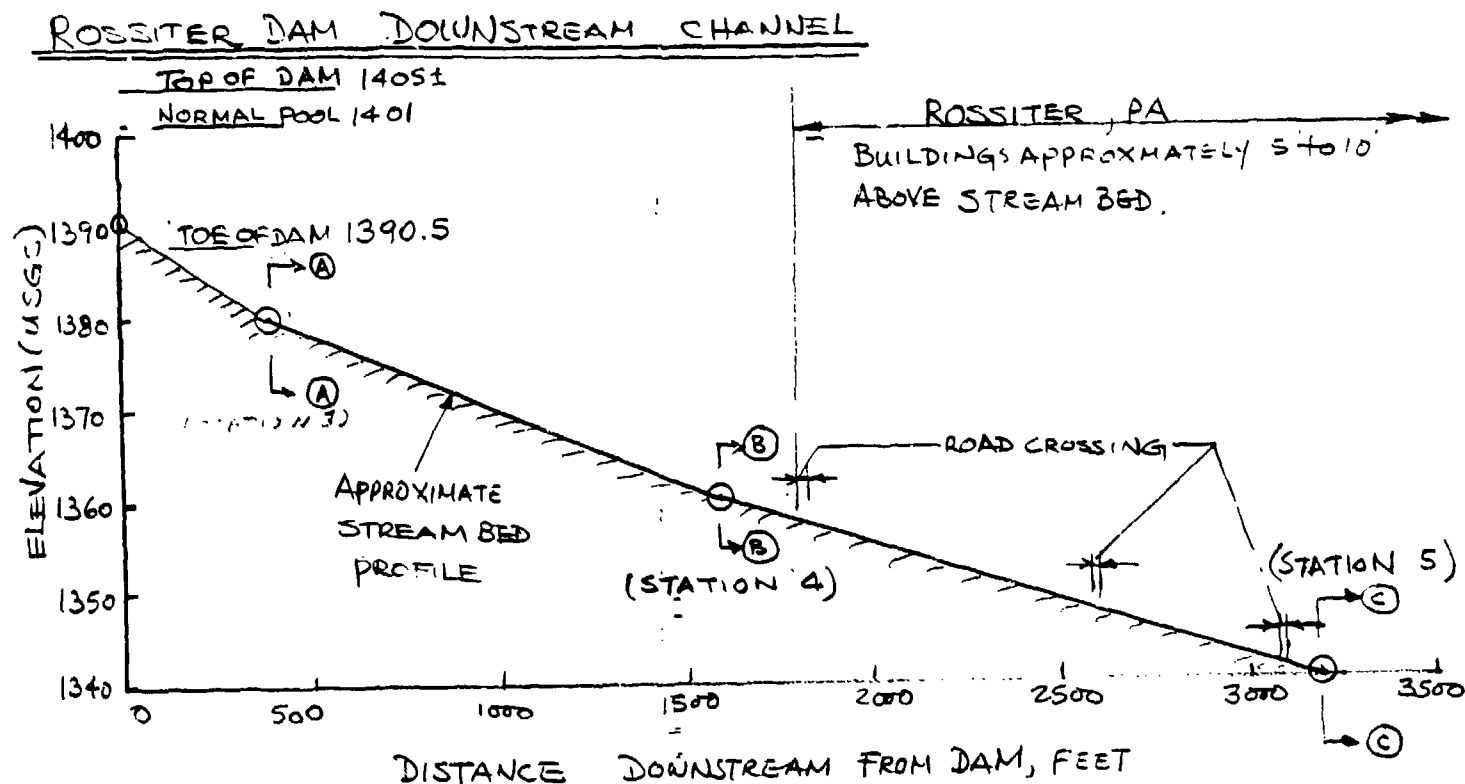 ROSSITER DAM DOWNSTREAM CHANNEL
TOP OF DAM 1405±
NORMAL POOL 1401
ROSSITER, PA
BUILDINGS APPROXMATELY 5 to 10'
ABOVE STREAM BED.
TOE OF DAM 1390.5
A
A
B
ROAD CROSSING
APPROXIMATE
STREAM BED
PROFILE
B
(STATION 4)
(STATION 5)
C
C
ELEVATION (USGS)
1400
1390
1380
1370
1360
1350
1340
0
500
1000
1500
2000
2500
3000
3500
DISTANCE DOWNSTREAM FROM DAM, FEET